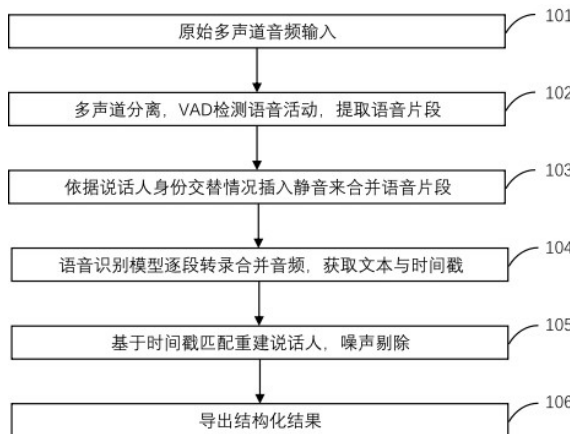 101
原始多声道音频输入
102
多声道分离，VAD检测语音活动，提取语音片段
103
依据说话人身份交替情况插入静音来合并语音片段
104
语音识别模型逐段转录合并音频，获取文本与时间戳
105
基于时间戳匹配重建说话人，噪声剔除
106
导出结构化结果